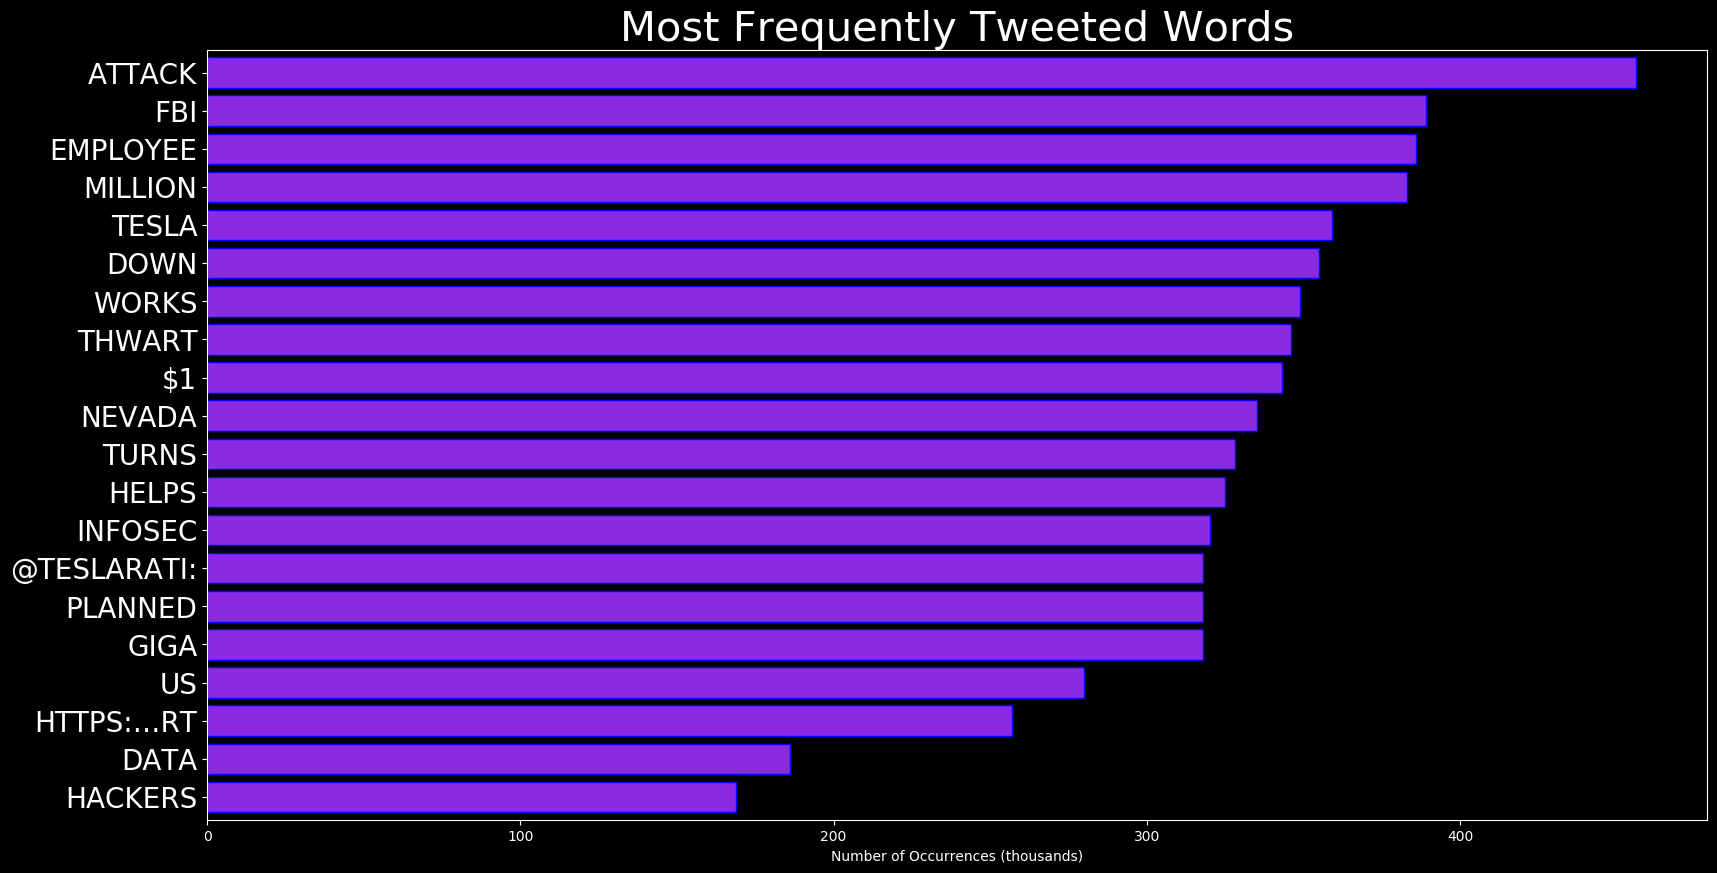 Most Frequently Tweeted Words
ATTACK
FBI
EMPLOYEE
MILLION
TESLA
DOWN
WORKS
THWART
$1
NEVADA
TURNS
HELPS
INFOSEC
@TESLARATI:
PLANNED
GIGA
US
HTTPS:...RT
DATA
HACKERS
0 100 200 300 400
Number of Occurrences (thousands)